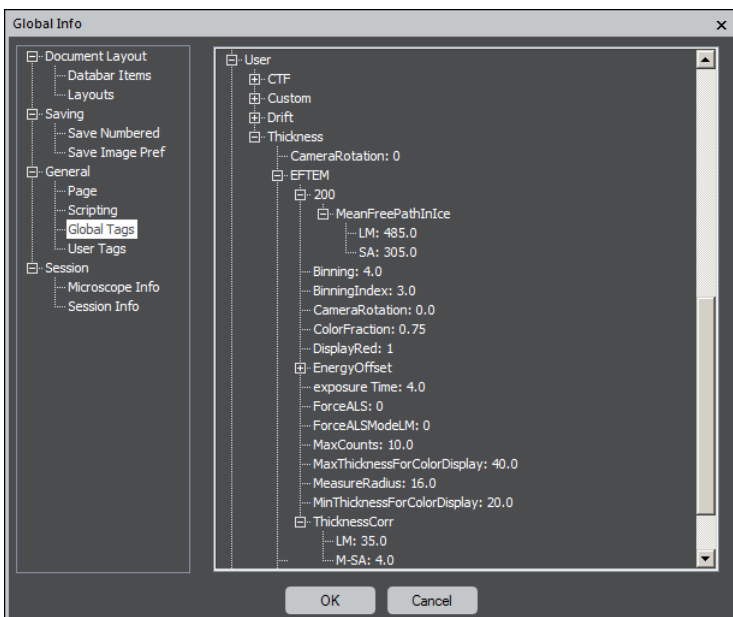 Global Info
Document Layout
Databar Items
Layouts
Saving
Save Numbered
Save Image Pref
General
Page
Scripting
Global Tags
User Tags
Session
Microscope Info
Session Info
User
CTF
Custom
Drift
Thickness
CameraRotation: 0
EFTEM
200
MeanFreePathInIce
LM: 485.0
SA: 305.0
Binning: 4.0
BinningIndex: 3.0
CameraRotation: 0.0
ColorFraction: 0.75
DisplayRed: 1
EnergyOffset
exposure Time: 4.0
ForceALS: 0
ForceALSModeLM: 0
MaxCounts: 10.0
MaxThicknessForColorDisplay: 40.0
MeasureRadius: 16.0
MinThicknessForColorDisplay: 20.0
ThicknessCorr
LM: 35.0
M-SA: 4.0
OK
Cancel